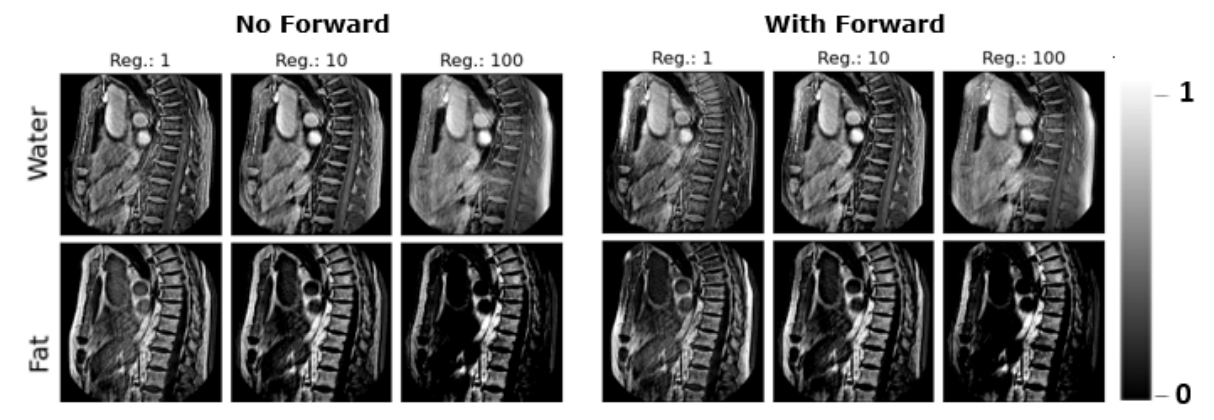 No Forward With Forward
Reg.: 1 Reg.: 10 Reg.: 100 Reg.: 1 Reg.: 10 Reg.: 100
1
Water
Fat
0